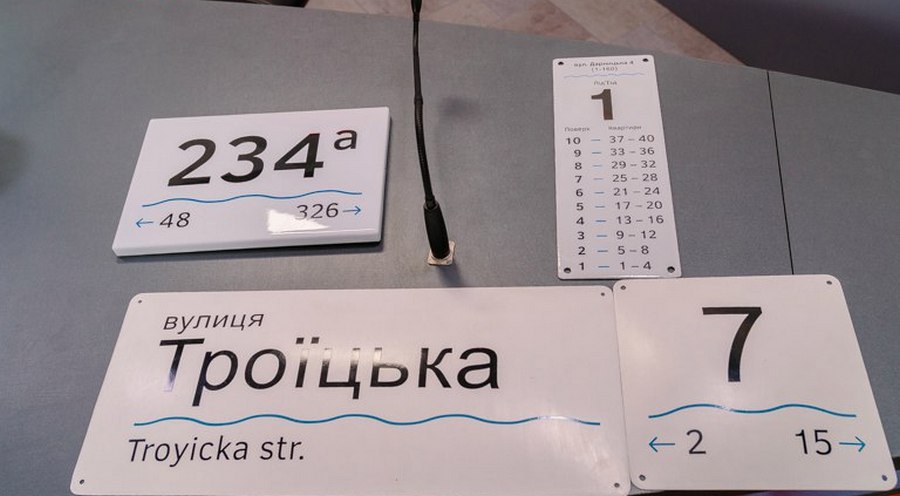 234а
← 48 326 →
1
Поверх Квартири
10 — 37 – 40
9 — 33 – 36
8 — 29 – 32
7 — 25 – 28
6 — 21 – 24
5 — 17 – 20
4 — 13 – 16
3 — 9 – 12
2 — 5 – 8
1 — 1 – 4
вулиця
Троїцька
Troyicka str.
7
← 2 15 →